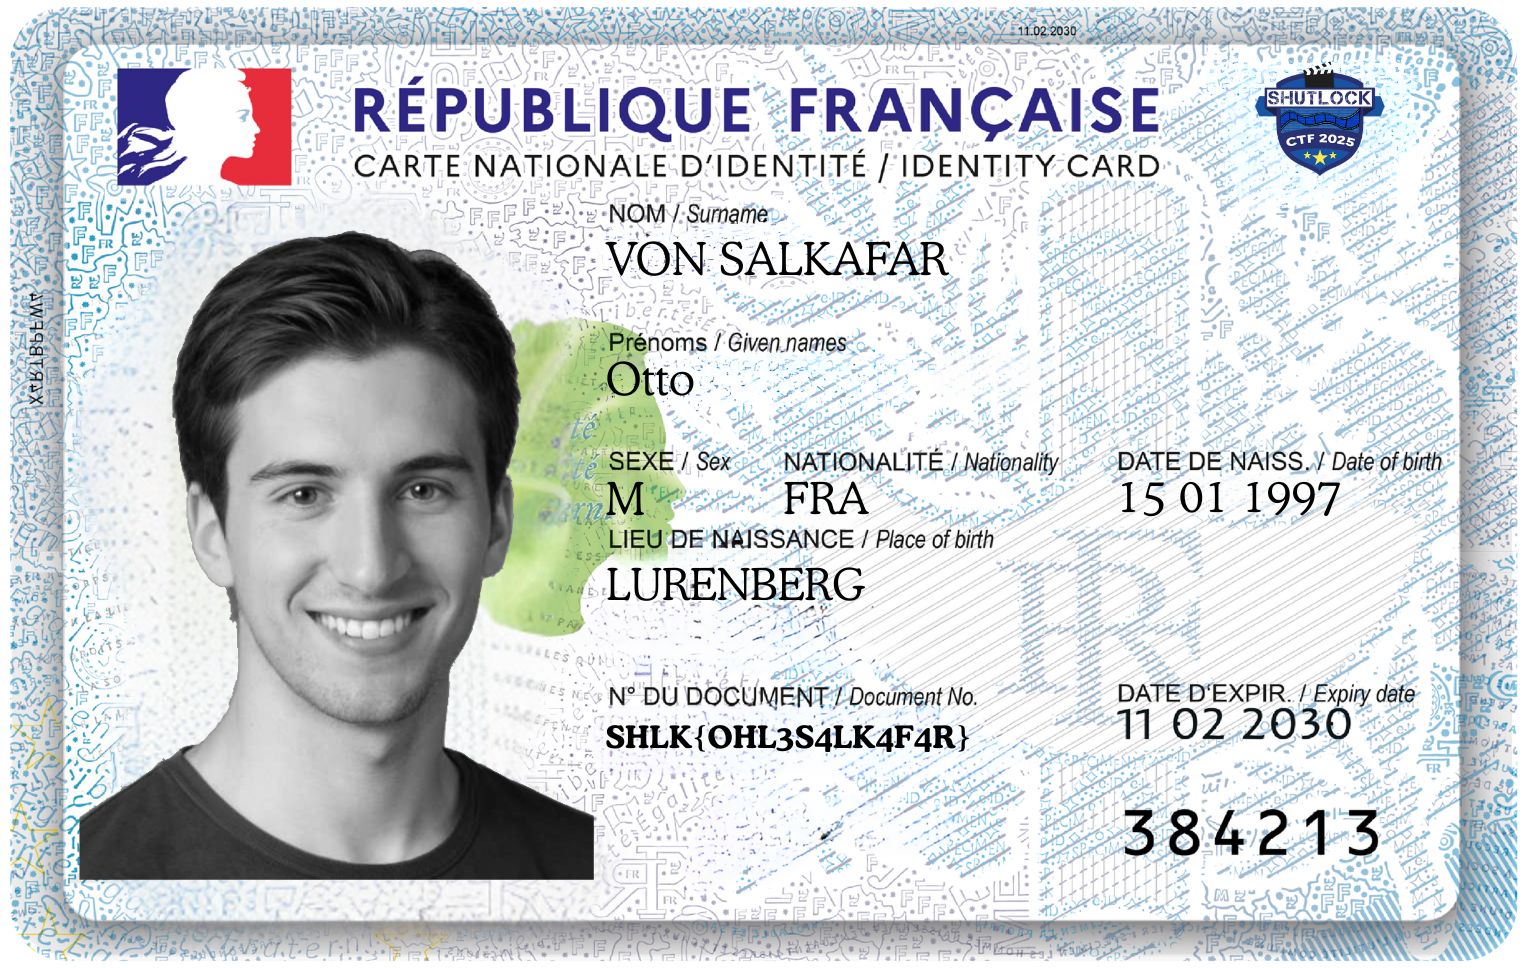 11.02 2030
RÉPUBLIQUE FRANÇAISE
CARTE NATIONALE D'IDENTITÉ / IDENTITY CARD
SHUTLOCK
CTF 2025
NOM / Surname
VON SALKAFAR
Prénoms / Given names
Otto
SEXE / Sex NATIONALITÉ / Nationality DATE DE NAISS. / Date of birth
M FRA 15 01 1997
LIEU DE NAISSANCE / Place of birth
LURENBERG
N° DU DOCUMENT / Document No. DATE D'EXPIR. / Expiry date
SHLK{OHL3S4LK4F4R} 11 02 2030
384213